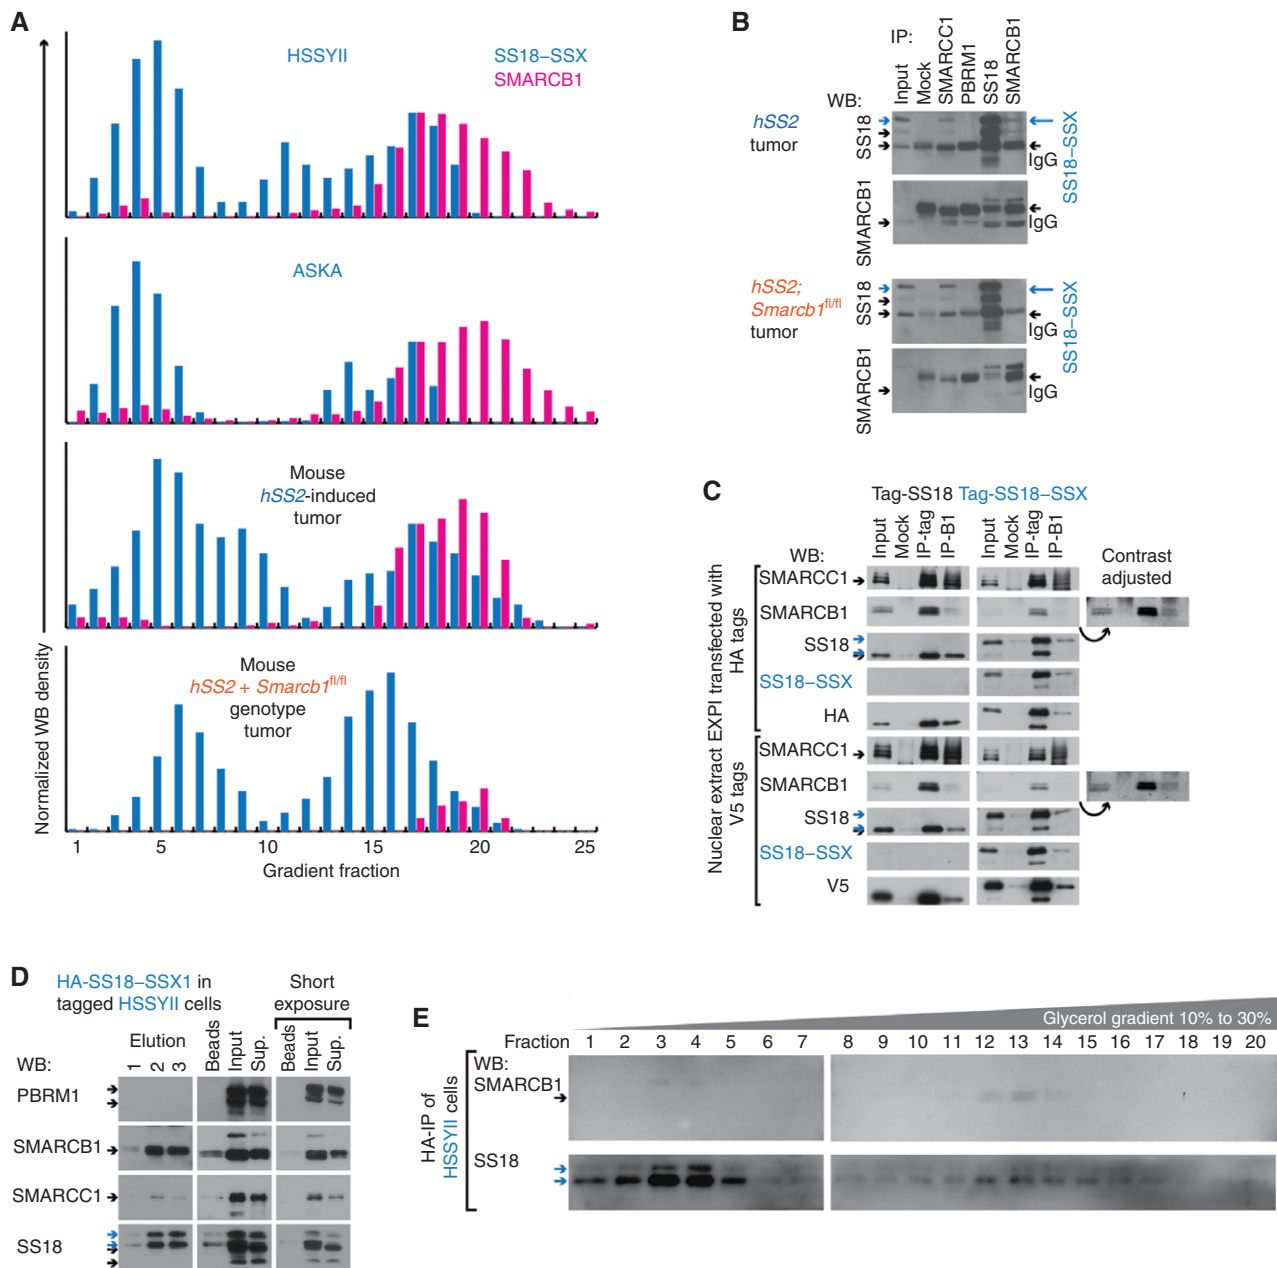 A
HSSYII
SS18–SSX
SMARCB1
ASKA
Mouse
hSS2-induced
tumor
Mouse
hSS2 + Smarcb1fl/fl
genotype
tumor
Normalized WB density
1 5 10 15 20 25
Gradient fraction
B
IP:
Input
Mock
SMARCC1
PBRM1
SS18
SMARCB1
WB:
hSS2
tumor
SS18
IgG
SS18–SSX
SMARCB1
IgG
hSS2;
Smarcb1fl/fl
tumor
SS18
IgG
SS18–SSX
SMARCB1
IgG
C
Tag-SS18 Tag-SS18–SSX
WB:
Input
Mock
IP-tag
IP-B1
Input
Mock
IP-tag
IP-B1
Contrast
adjusted
Nuclear extract EXPI transfected with
HA tags
V5 tags
SMARCC1
SMARCB1
SS18
SS18–SSX
HA
SMARCC1
SMARCB1
SS18
SS18–SSX
V5
D
HA-SS18–SSX1 in
tagged HSSYII cells
Short
exposure
Elution
WB:
1
2
3
Beads
Input
Sup.
Beads
Input
Sup.
PBRM1
SMARCB1
SMARCC1
SS18
E
Glycerol gradient 10% to 30%
Fraction 1 2 3 4 5 6 7 8 9 10 11 12 13 14 15 16 17 18 19 20
HA-IP of
HSSYII cells
WB:
SMARCB1
SS18